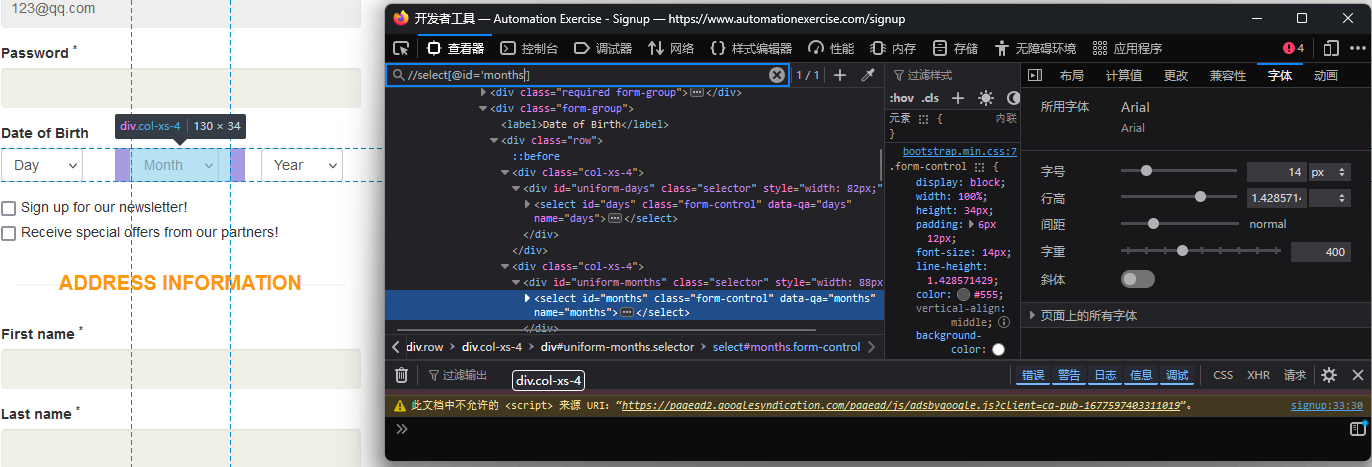 123@qq.com
Password *
Date of Birth
div.col-xs-4 130 × 34
Day Month Year
Sign up for our newsletter!
Receive special offers from our partners!
ADDRESS INFORMATION
First name *
Last name *
开发者工具 — Automation Exercise - Signup — https://www.automationexercise.com/signup
查看器 控制台 调试器 网络 样式编辑器 性能 内存 存储 无障碍环境 应用程序 4
//select[@id='months'] 1 / 1
<div class="required form-group"></div>
<div class="form-group">
<label>Date of Birth</label>
<div class="row">
::before
<div class="col-xs-4">
<div id="uniform-days" class="selector" style="width: 82px;"
<select id="days" class="form-control" data-qa="days"
name="days"></select>
</div>
</div>
<div class="col-xs-4">
<div id="uniform-months" class="selector" style="width: 88px
<select id="months" class="form-control" data-qa="months"
name="months"></select>
</div>
div.row > div.col-xs-4 > div#uniform-months.selector > select#months.form-control
过滤样式
:hov .cls
元素 { 内联
}
bootstrap.min.css:7
.form-control {
display: block;
width: 100%;
height: 34px;
padding: 6px
12px;
font-size: 14px;
line-height:
1.428571429;
color: #555;
vertical-align:
middle;
background-
color:
布局 计算值 更改 兼容性 字体 动画
所用字体 Arial
Arial
字号 14 px
行高 1.4285714
间距 normal
字重 400
斜体
页面上的所有字体
过滤输出 错误 警告 日志 信息 调试 CSS XHR 请求
div.col-xs-4
此文档中不允许的 <script> 来源 URI：“https://pagead2.googlesyndication.com/pagead/js/adsbygoogle.js?client=ca-pub-1677597403311019”。 signup:33:30